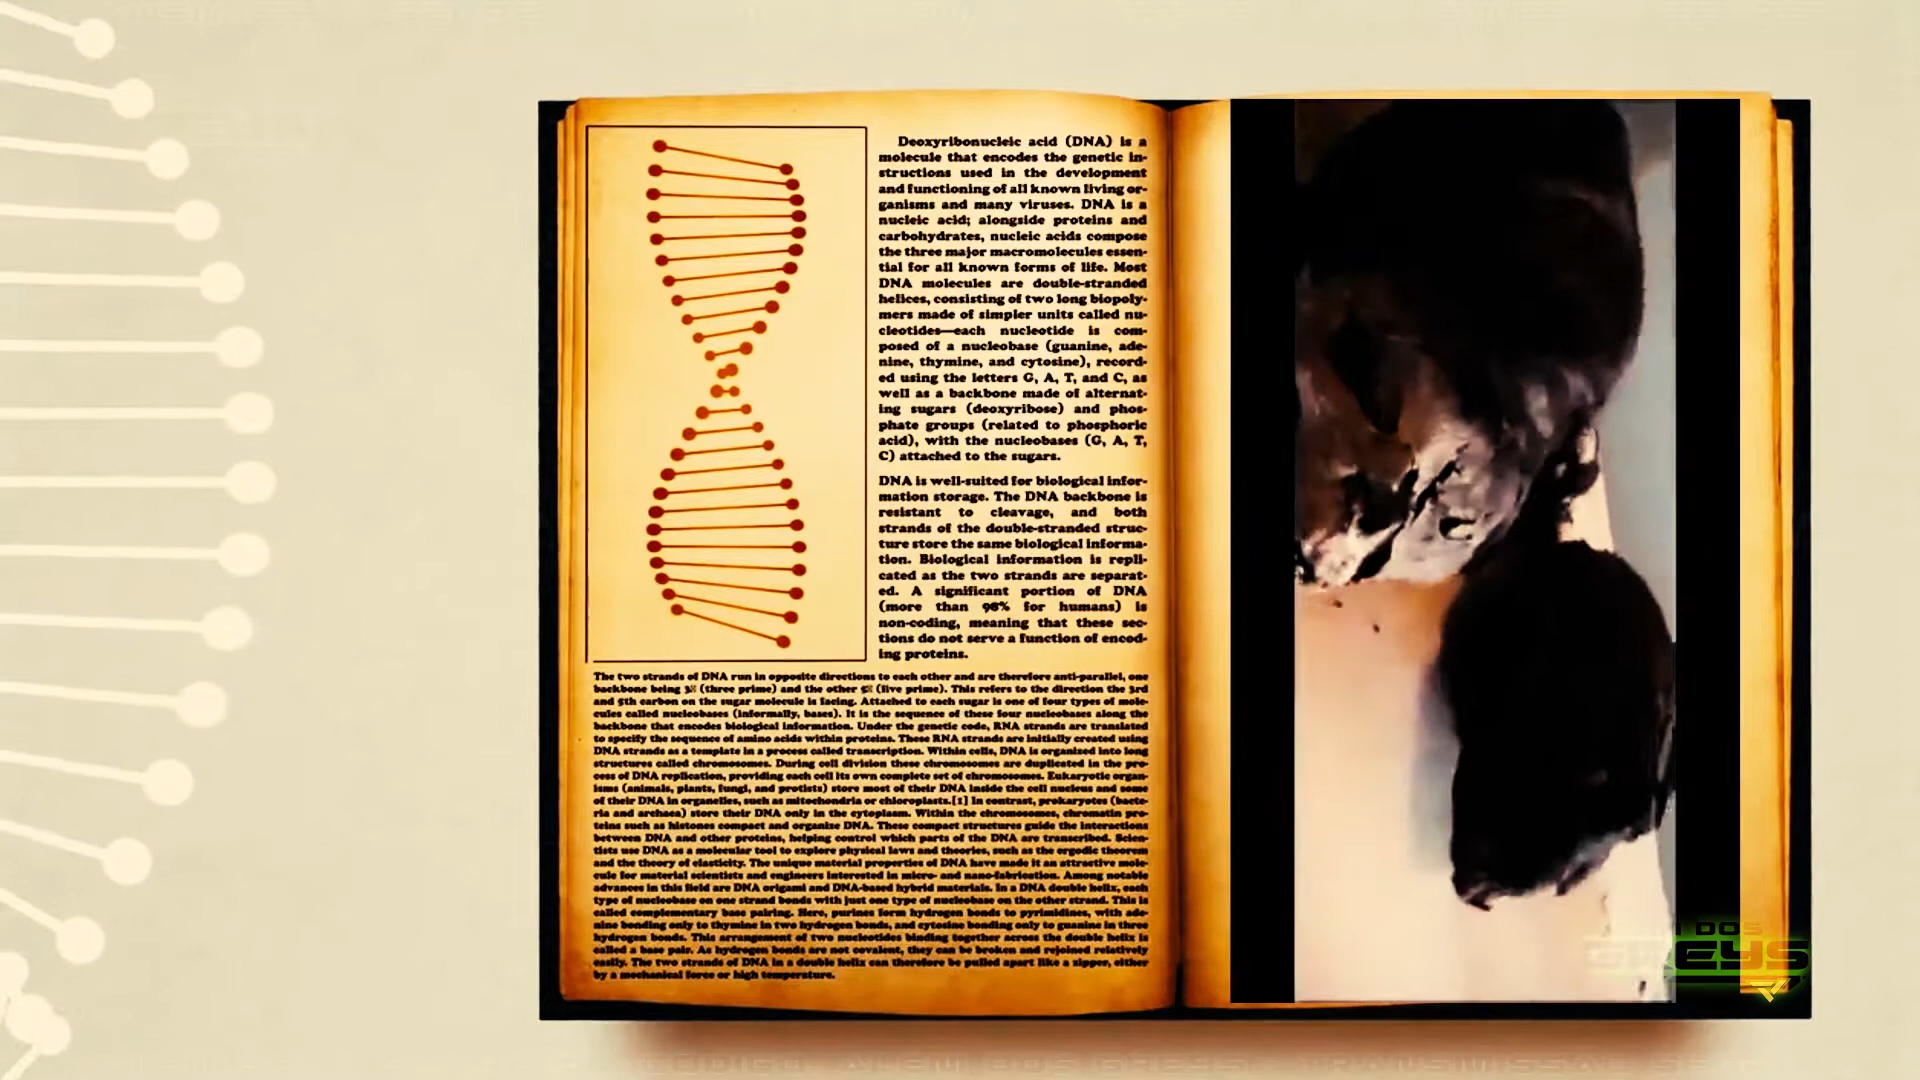 Deoxyribonucleic acid (DNA) is a
molecule that encodes the genetic in-
structions used in the development
and functioning of all known living or-
ganisms and many viruses. DNA is a
nucleic acid; alongside proteins and
carbohydrates, nucleic acids compose
the three major macromolecules essen-
tial for all known forms of life. Most
DNA molecules are double-stranded
helices, consisting of two long biopoly-
mers made of simpler units called nu-
cleotides—each nucleotide is com-
posed of a nucleobase (guanine, ade-
nine, thymine, and cytosine), record-
ed using the letters G, A, T, and C, as
well as a backbone made of alternat-
ing sugars (deoxyribose) and phos-
phate groups (related to phosphoric
acid), with the nucleobases (G, A, T,
C) attached to the sugars.
DNA is well-suited for biological infor-
mation storage. The DNA backbone is
resistant to cleavage, and both
strands of the double-stranded struc-
ture store the same biological informa-
tion. Biological information is repli-
cated as the two strands are separat-
ed. A significant portion of DNA
(more than 98% for humans) is
non-coding, meaning that these sec-
tions do not serve a function of encod-
ing proteins.
The two strands of DNA run in opposite directions to each other and are therefore anti-parallel, one
backbone being (three prime) and the other (five prime). This refers to the direction the 3rd
and 5th carbon on the sugar molecule is facing. Attached to each sugar is one of four types of mole-
cules called nucleobases (informally, bases). It is the sequence of these four nucleobases along the
backbone that encodes biological information. Under the genetic code, RNA strands are translated
to specify the sequence of amino acids within proteins. These RNA strands are initially created using
DNA strands as a template in a process called transcription. Within cells, DNA is organized into long
structures called chromosomes. During cell division these chromosomes are duplicated in the pro-
cess of DNA replication, providing each cell its own complete set of chromosomes. Eukaryotic organ-
isms (animals, plants, fungi, and protists) store most of their DNA inside the cell nucleus and some
of their DNA in organelles, such as mitochondria or chloroplasts.[1] In contrast, prokaryotes (bacte-
ria and archaea) store their DNA only in the cytoplasm. Within the chromosomes, chromatin pro-
teins such as histones compact and organize DNA. These compact structures guide the interactions
between DNA and other proteins, helping control which parts of the DNA are transcribed. Scien-
tists use DNA as a molecular tool to explore physical laws and theories, such as the ergodic theorem
and the theory of elasticity. The unique material properties of DNA have made it an attractive mole-
cule for material scientists and engineers interested in micro- and nano-fabrication. Among notable
advances in this field are DNA origami and DNA-based hybrid materials. In a DNA double helix, each
type of nucleobase on one strand bonds with just one type of nucleobase on the other strand. This is
called complementary base pairing. Here, purines form hydrogen bonds to pyrimidines, with ade-
nine bonding only to thymine in two hydrogen bonds, and cytosine bonding only to guanine in three
hydrogen bonds. This arrangement of two nucleotides binding together across the double helix is
called a base pair. As hydrogen bonds are not covalent, they can be broken and rejoined relatively
easily. The two strands of DNA in a double helix can therefore be pulled apart like a zipper, either
by a mechanical force or high temperature.
DOS
GREYS